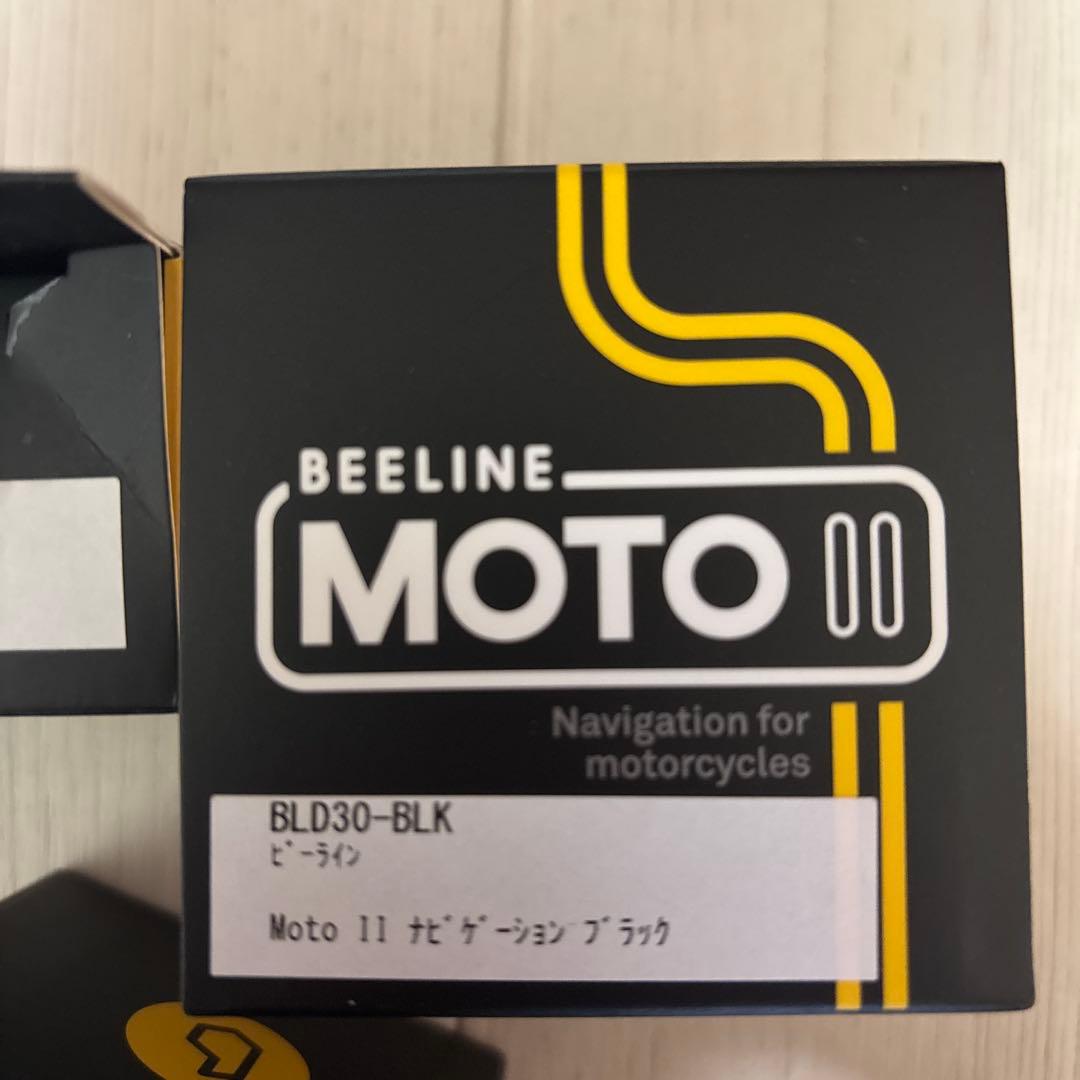 BEELINE
MOTO II
Navigation for
motorcycles
BLD30-BLK
ﾋﾞｰﾗｲﾝ
Moto II ﾅﾋﾞｹﾞｰｼｮﾝ ﾌﾞﾗｯｸ